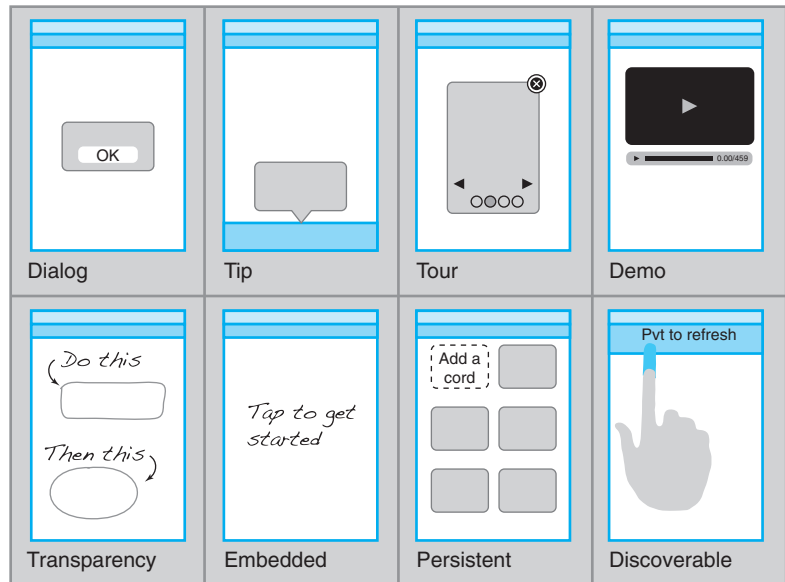 OK
Dialog
Tip
Tour
0.00/459
Demo
Do this
Then this
Transparency
Tap to get
started
Embedded
Add a
cord
Persistent
Pvt to refresh
Discoverable